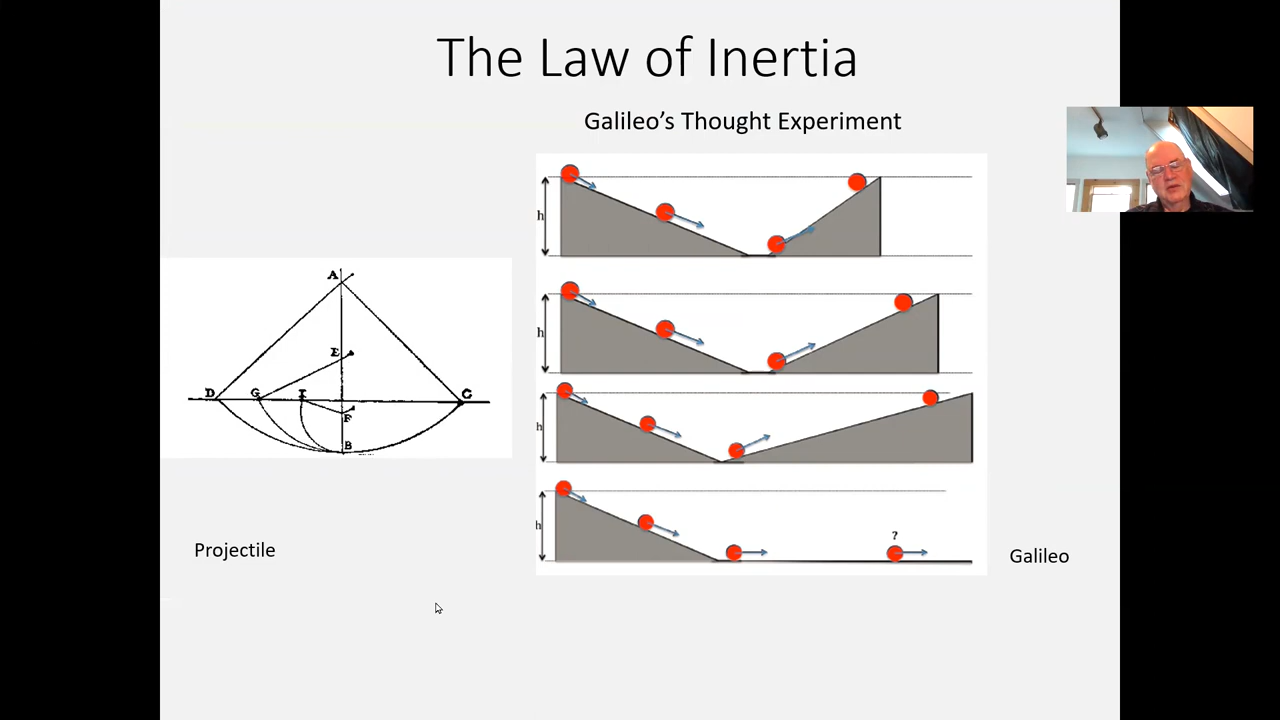 The Law of Inertia
Galileo’s Thought Experiment
h
h
h
h
?
A
E
D G I C
F
B
Projectile
Galileo